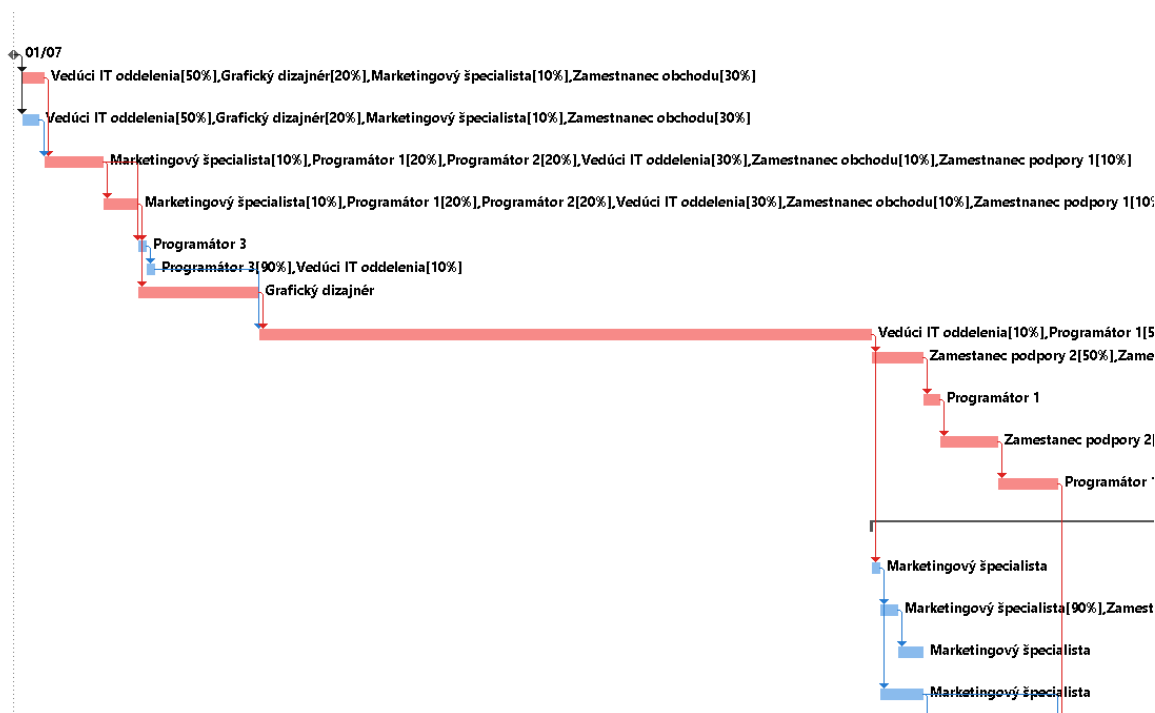 01/07
Vedúci IT oddelenia[50%],Grafický dizajnér[20%],Marketingový špecialista[10%],Zamestnanec obchodu[30%]
Vedúci IT oddelenia[50%],Grafický dizajnér[20%],Marketingový špecialista[10%],Zamestnanec obchodu[30%]
Marketingový špecialista[10%],Programátor 1[20%],Programátor 2[20%],Vedúci IT oddelenia[30%],Zamestnanec obchodu[10%],Zamestnanec podpory 1[10%]
Marketingový špecialista[10%],Programátor 1[20%],Programátor 2[20%],Vedúci IT oddelenia[30%],Zamestnanec obchodu[10%],Zamestnanec podpory 1[10%
Programátor 3
Programátor 3[90%],Vedúci IT oddelenia[10%]
Grafický dizajnér
Vedúci IT oddelenia[10%],Programátor 1[5
Zamestanec podpory 2[50%],Zame
Programátor 1
Zamestanec podpory 2[
Programátor 1
Marketingový špecialista
Marketingový špecialista[90%],Zamest
Marketingový špecialista
Marketingový špecialista